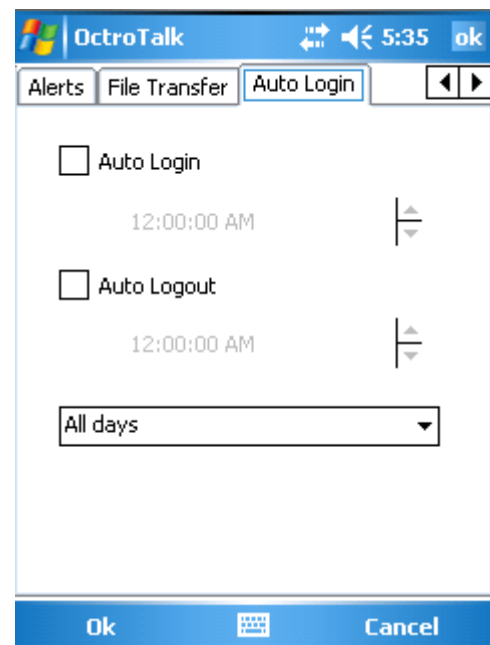 OctroTalk 5:35 ok
Alerts File Transfer Auto Login
Auto Login
12:00:00 AM
Auto Logout
12:00:00 AM
All days
Ok Cancel